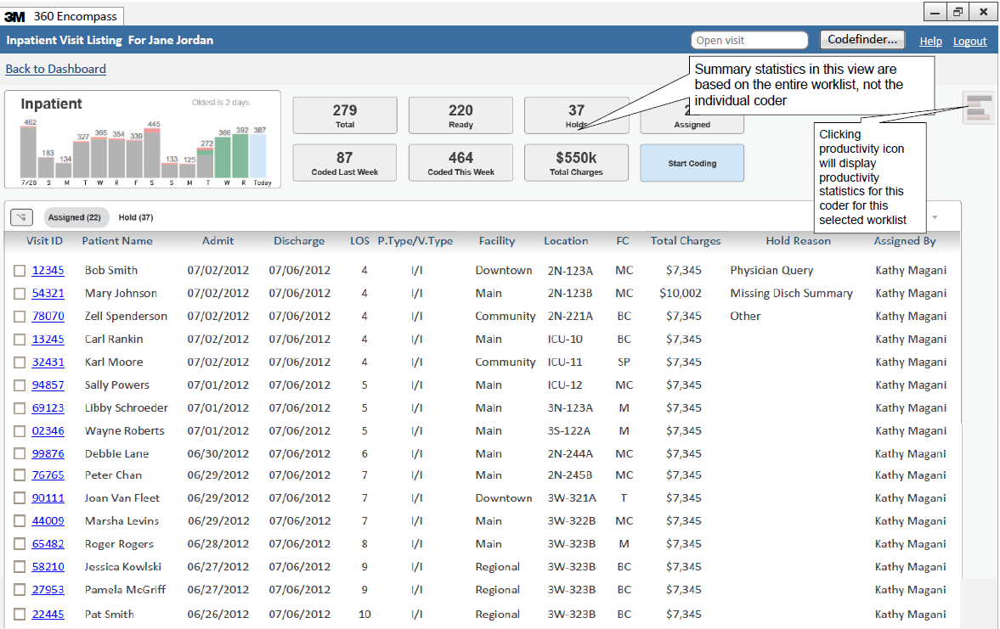 3M 360 Encompass
Inpatient Visit Listing For Jane Jordan
Open visit
Codefinder...
Help
Logout
Back to Dashboard
Summary statistics in this view are
based on the entire worklist, not the
individual coder
Inpatient
Oldest is 2 days
462 183 134 327 365 354 339 445 133 125 272 366 392 387
7/28 S M T W R F S S M T W R Today
279
Total
220
Ready
37
Holds
Assigned
87
Coded Last Week
464
Coded This Week
$550k
Total Charges
Start Coding
Clicking
productivity icon
will display
productivity
statistics for this
coder for this
selected worklist
Assigned (22) Hold (37)
Visit ID Patient Name Admit Discharge LOS P.Type/V.Type Facility Location FC Total Charges Hold Reason Assigned By
12345 Bob Smith 07/02/2012 07/06/2012 4 I/I Downtown 2N-123A MC $7,345 Physician Query Kathy Magani
54321 Mary Johnson 07/02/2012 07/06/2012 4 I/I Main 2N-123B MC $10,002 Missing Disch Summary Kathy Magani
78070 Zell Spenderson 07/02/2012 07/06/2012 4 I/I Community 2N-221A BC $7,345 Other Kathy Magani
13245 Carl Rankin 07/02/2012 07/06/2012 4 I/I Main ICU-10 BC $7,345 Kathy Magani
32431 Karl Moore 07/02/2012 07/06/2012 4 I/I Community ICU-11 SP $7,345 Kathy Magani
94857 Sally Powers 07/01/2012 07/06/2012 5 I/I Main ICU-12 MC $7,345 Kathy Magani
69123 Libby Schroeder 07/01/2012 07/06/2012 5 I/I Main 3N-123A M $7,345 Kathy Magani
02346 Wayne Roberts 07/01/2012 07/06/2012 5 I/I Main 3S-122A M $7,345 Kathy Magani
99876 Debbie Lane 06/30/2012 07/06/2012 6 I/I Main 2N-244A MC $7,345 Kathy Magani
76765 Peter Chan 06/29/2012 07/06/2012 7 I/I Main 2N-245B MC $7,345 Kathy Magani
90111 Joan Van Fleet 06/29/2012 07/06/2012 7 I/I Downtown 3W-321A T $7,345 Kathy Magani
44009 Marsha Levins 06/29/2012 07/06/2012 7 I/I Main 3W-322B MC $7,345 Kathy Magani
65482 Roger Rogers 06/28/2012 07/06/2012 8 I/I Main 3W-323B M $7,345 Kathy Magani
58210 Jessica Kowlski 06/27/2012 07/06/2012 9 I/I Regional 3W-323B BC $7,345 Kathy Magani
27953 Pamela McGriff 06/27/2012 07/06/2012 9 I/I Regional 3W-323B BC $7,345 Kathy Magani
22445 Pat Smith 06/26/2012 07/06/2012 10 I/I Regional 3W-323B BC $7,345 Kathy Magani